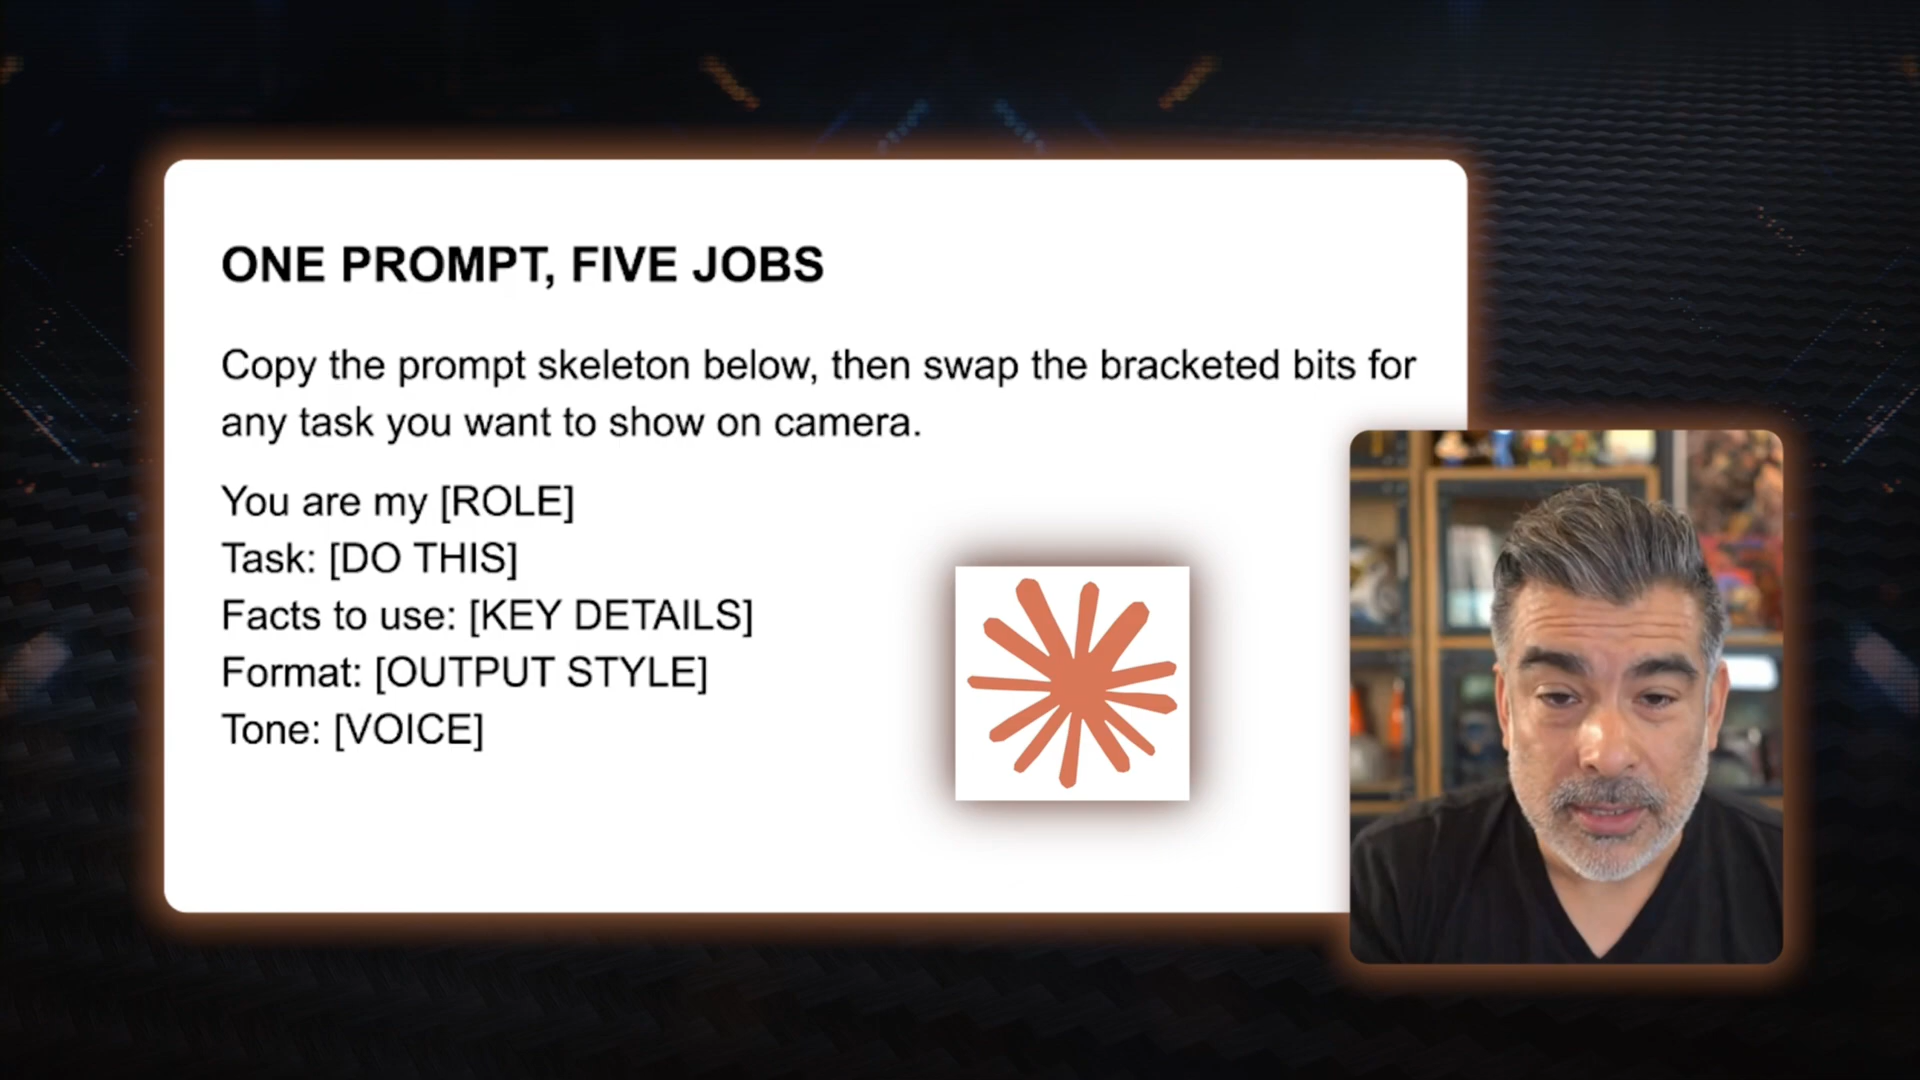 ONE PROMPT, FIVE JOBS
Copy the prompt skeleton below, then swap the bracketed bits for
any task you want to show on camera.
You are my [ROLE]
Task: [DO THIS]
Facts to use: [KEY DETAILS]
Format: [OUTPUT STYLE]
Tone: [VOICE]